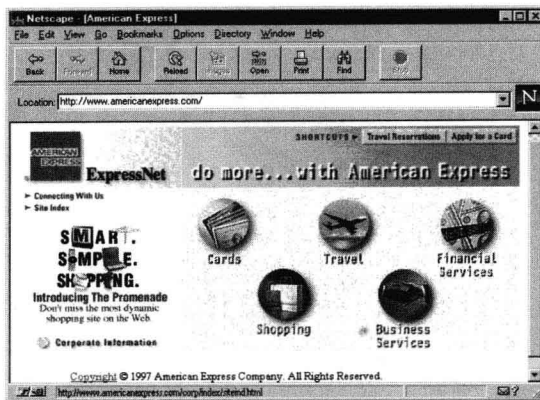 Netscape - [American Express]
File Edit View Go Bookmarks Options Directory Window Help
Back Forward Home Reload Images Open Print Find Stop
Location: http://www.americanexpress.com/
N
SHORTCUTS Travel Reservations Apply for a Card
AMERICAN
EXPRESS
ExpressNet
do more...with American Express
Connecting With Us
Site Index
SMART.
SIMPLE.
SHOPPING.
Introducing The Promenade
Don't miss the most dynamic
shopping site on the Web.
Corporate Information
Cards
Travel
Financial
Services
Shopping
Business
Services
Copyright © 1997 American Express Company. All Rights Reserved.
http://www.americanexpress.com/corp/index/siteind.html